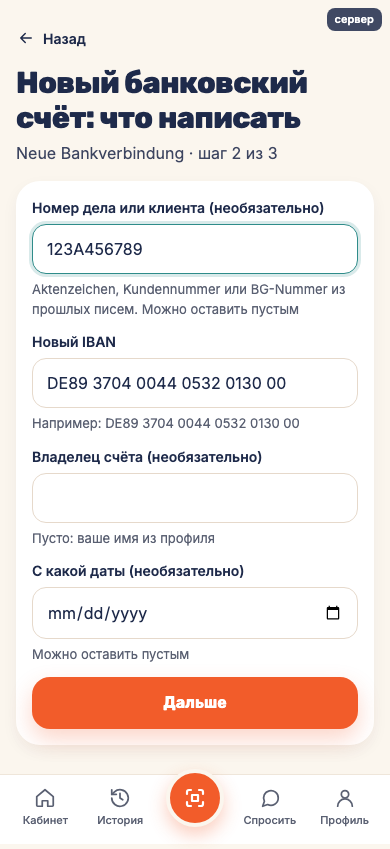 сервер
← Назад
Новый банковский
счёт: что написать
Neue Bankverbindung · шаг 2 из 3
Номер дела или клиента (необязательно)
123A456789
Aktenzeichen, Kundennummer или BG-Nummer из
прошлых писем. Можно оставить пустым
Новый IBAN
DE89 3704 0044 0532 0130 00
Например: DE89 3704 0044 0532 0130 00
Владелец счёта (необязательно)
Пусто: ваше имя из профиля
С какой даты (необязательно)
mm/dd/yyyy
Можно оставить пустым
Дальше
Кабинет
История
Спросить
Профиль